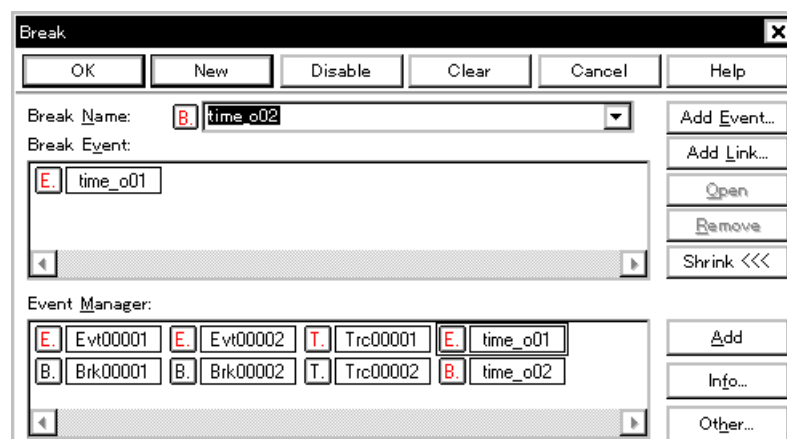 Break
OK New Disable Clear Cancel Help
Break Name: B. time_o02 Add Event...
Break Event: Add Link...
E. time_o01
Open
Remove
Shrink <<<
Event Manager:
E. Evt00001 E. Evt00002 T. Trc00001 E. time_o01 Add
B. Brk00001 B. Brk00002 T. Trc00002 B. time_o02 Info...
Other...